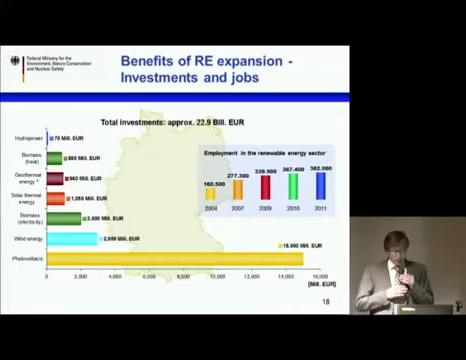 Federal Ministry for the
Environment, Nature Conservation
and Nuclear Safety
Benefits of RE expansion -
Investments and jobs
Total investments: approx. 22.9 Bill. EUR
Hydropower
70 Mill. EUR
Biomass
(heat)
Mill. EUR
Geothermal
energy *
960 Mill. EUR
Solar thermal
energy
1,050 Mill. EUR
Biomass
(electricity)
Mill. EUR
Wind energy
2,950 Mill. EUR
Photovoltaics
15,000 Mill. EUR
0 2,000 4,000 6,000 8,000 10,000 12,000 14,000 16,000
[Mill. EUR]
Employment in the renewable energy sector
160.500 277.300 339.500 367.400
2004 2007 2009 2010 2011
18